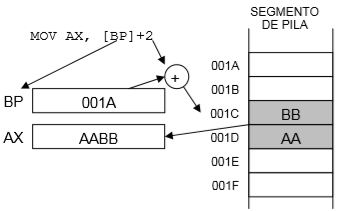 SEGMENTO
DE PILA
MOV AX, [BP]+2
+
001A
001B
BP 001A
001C BB
AX AABB
001D AA
001E
001F